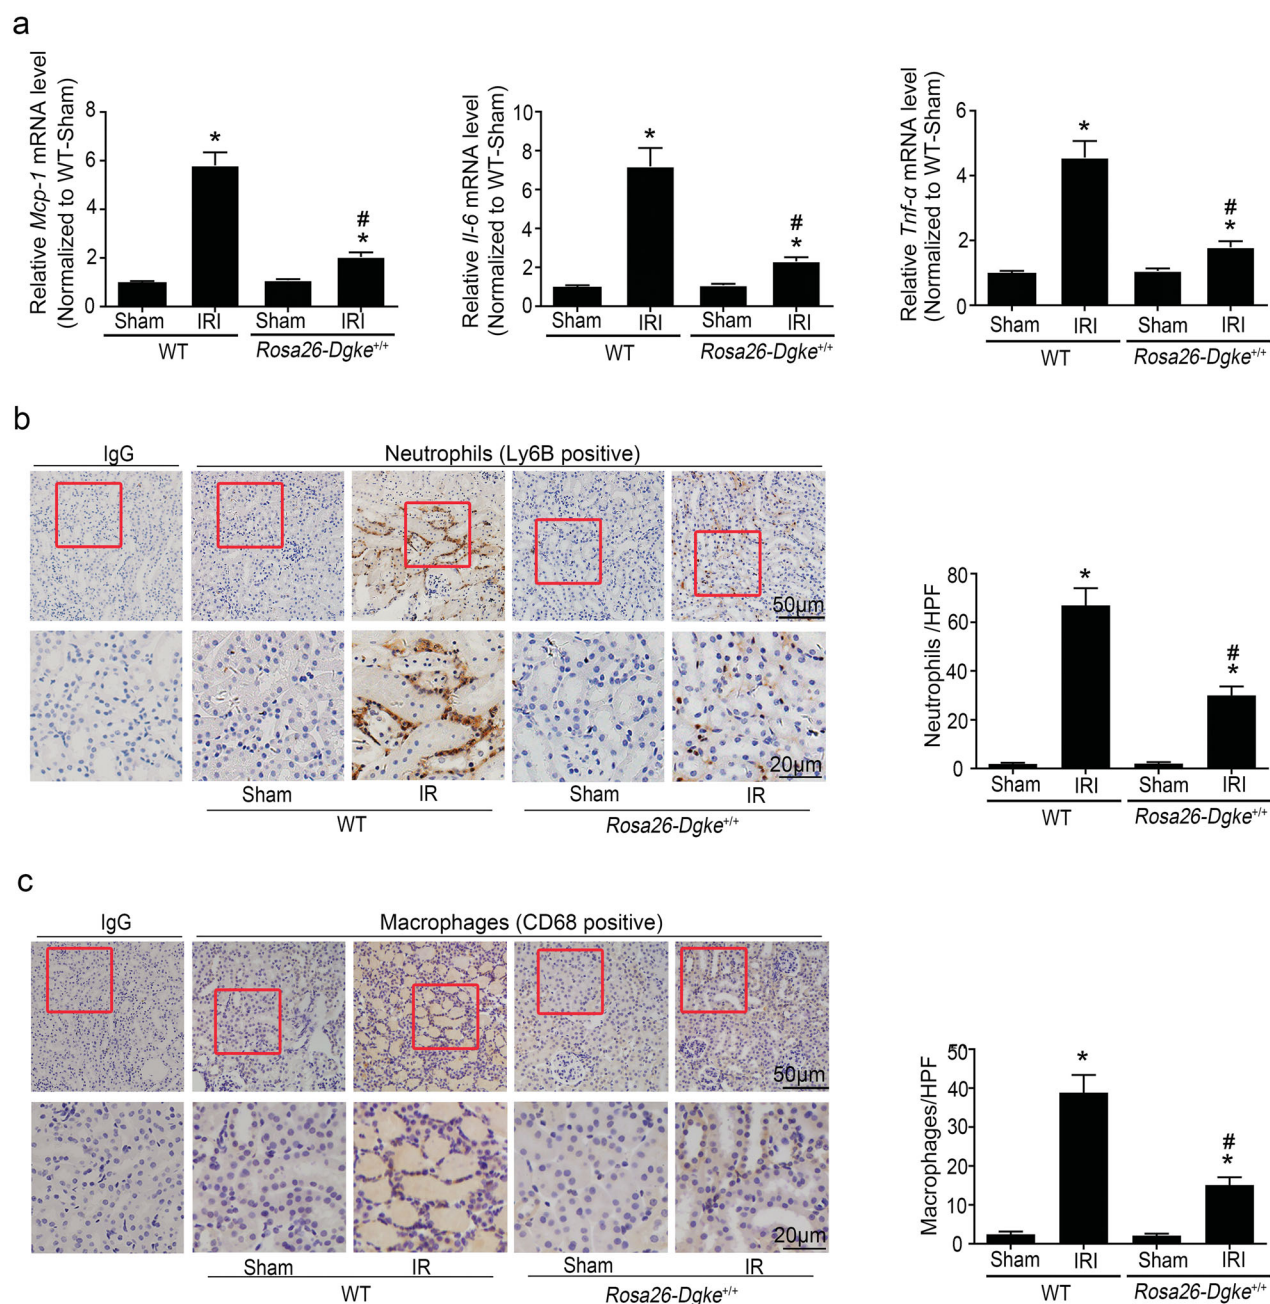 a
Relative Mcp-1 mRNA level
(Normalized to WT-Sham)
8
6
4
2
0
*
#
*
Sham IRI Sham IRI
WT Rosa26-Dgke+/+
Relative Il-6 mRNA level
(Normalized to WT-Sham)
10
8
6
4
2
0
*
#
*
Sham IRI Sham IRI
WT Rosa26-Dgke+/+
Relative Tnf-α mRNA level
(Normalized to WT-Sham)
6
4
2
0
*
#
*
Sham IRI Sham IRI
WT Rosa26-Dgke+/+
b
IgG Neutrophils (Ly6B positive)
50μm
20μm
Sham IR Sham IR
WT Rosa26-Dgke+/+
Neutrophils /HPF
80
60
40
20
0
*
#
*
Sham IRI Sham IRI
WT Rosa26-Dgke+/+
c
IgG Macrophages (CD68 positive)
50μm
20μm
Sham IR Sham IR
WT Rosa26-Dgke+/+
Macrophages/HPF
50
40
30
20
10
0
*
#
*
Sham IRI Sham IRI
WT Rosa26-Dgke+/+